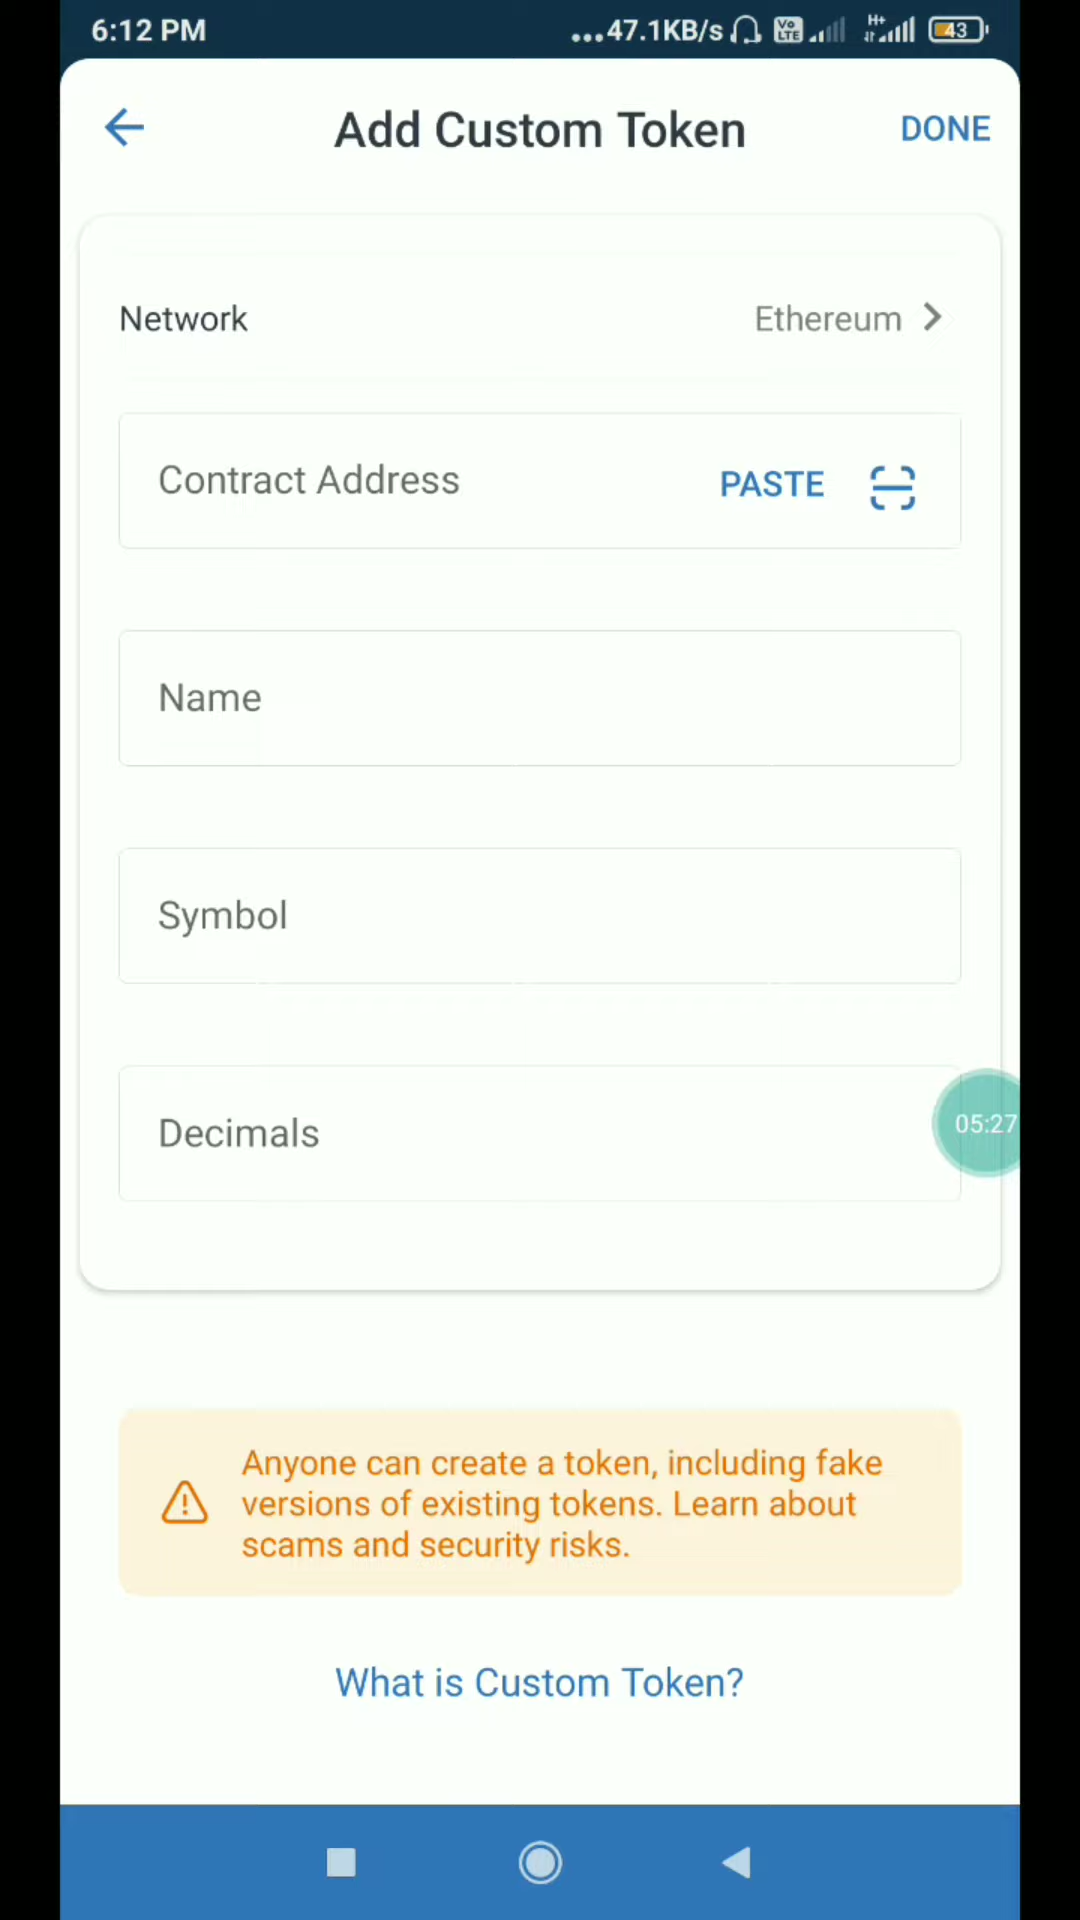 6:12 PM
...47.1KB/s Vo LTE H+ 43
Add Custom Token
DONE
Network
Ethereum
Contract Address
PASTE
Name
Symbol
Decimals
05:27
Anyone can create a token, including fake
versions of existing tokens. Learn about
scams and security risks.
What is Custom Token?